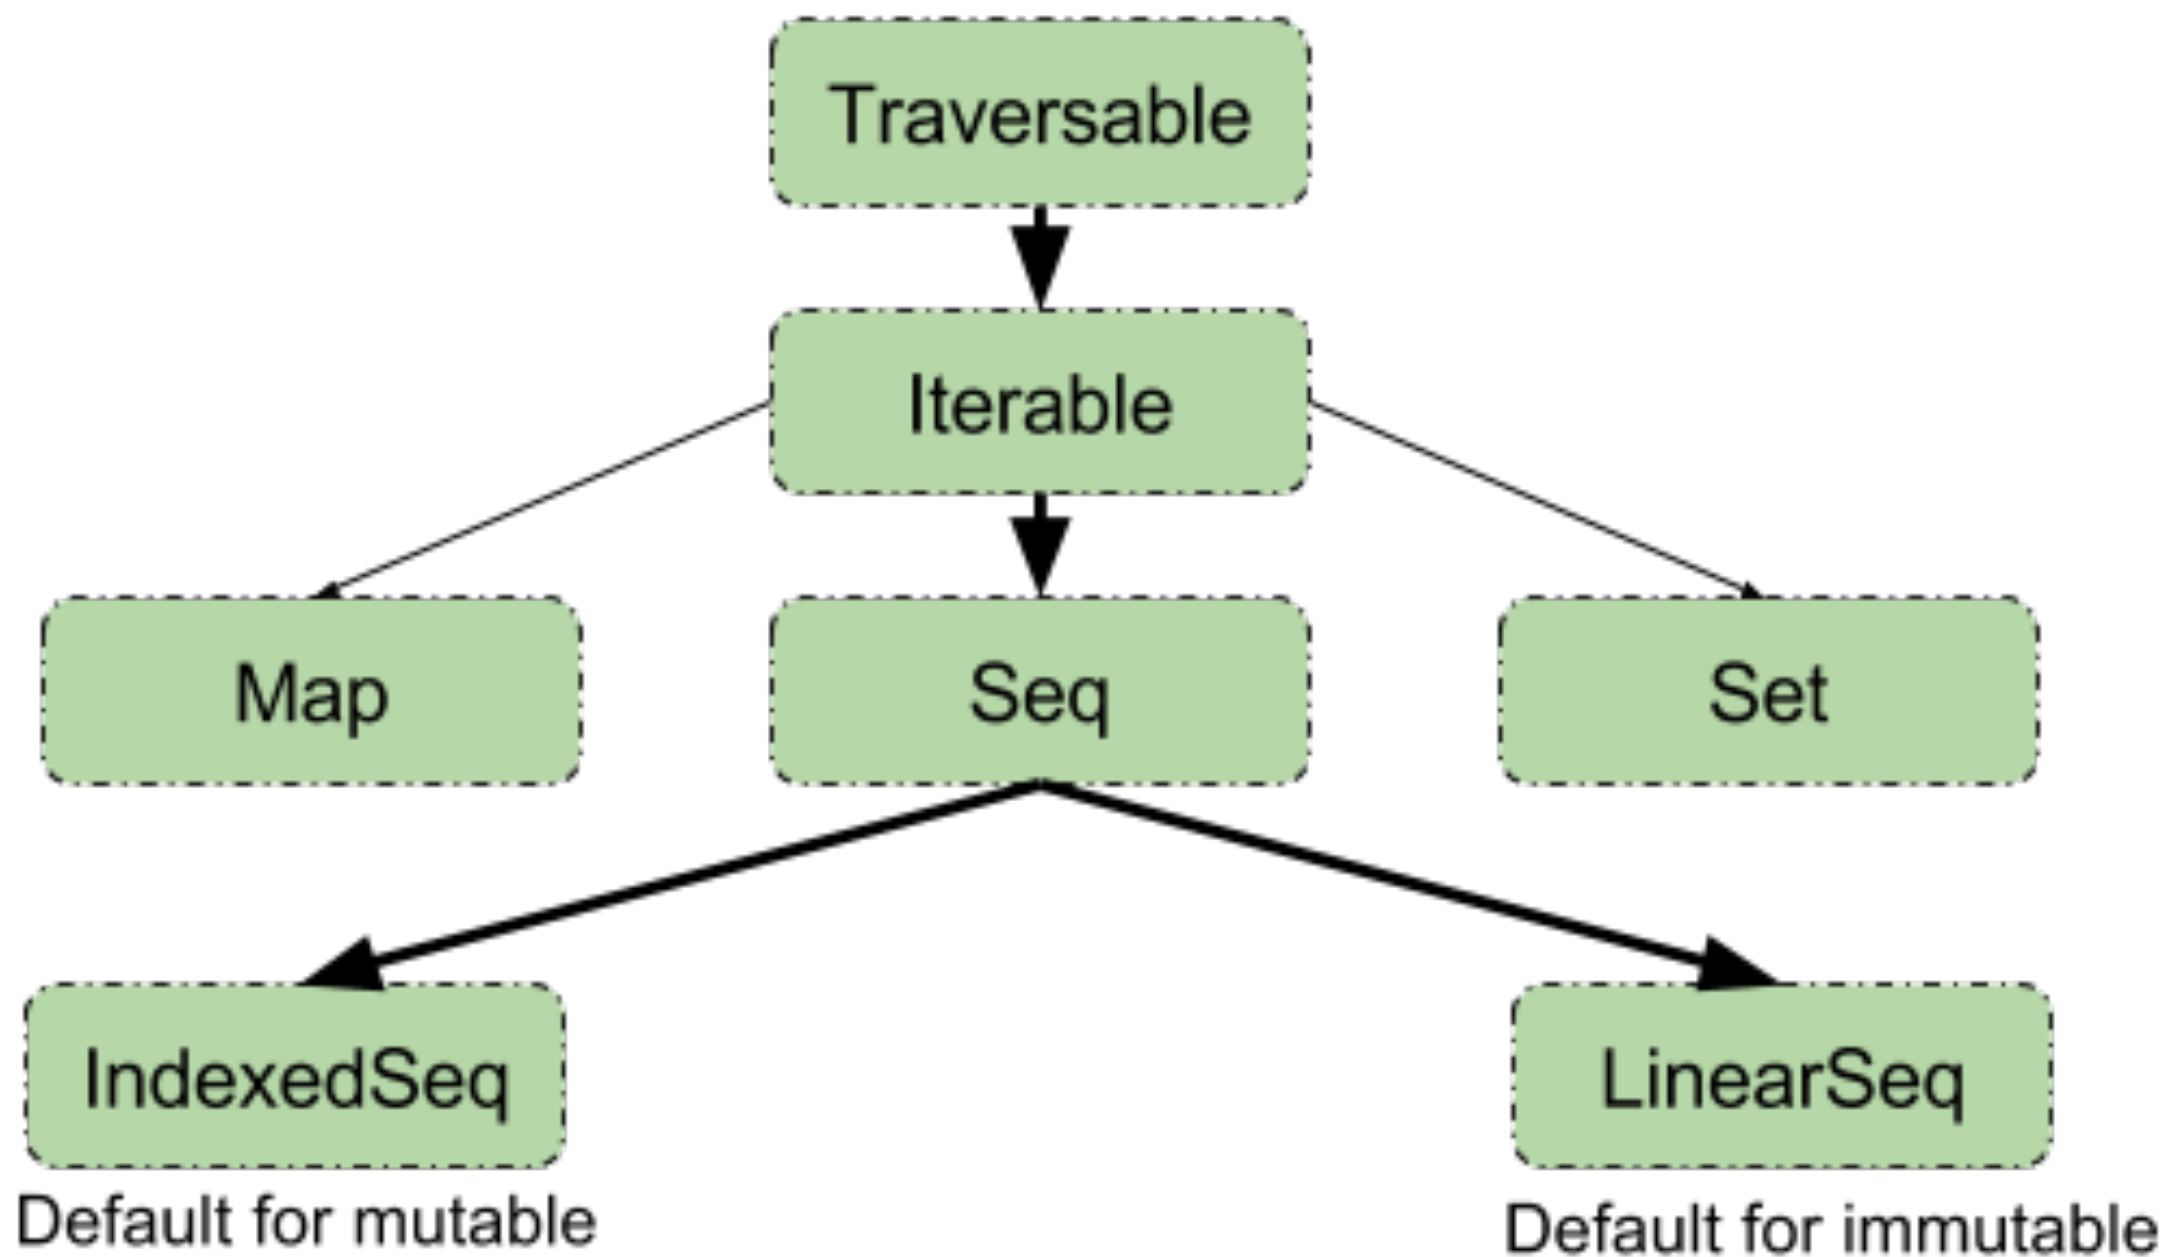 Traversable
Iterable
Map
Seq
Set
IndexedSeq
LinearSeq
Default for mutable
Default for immutable